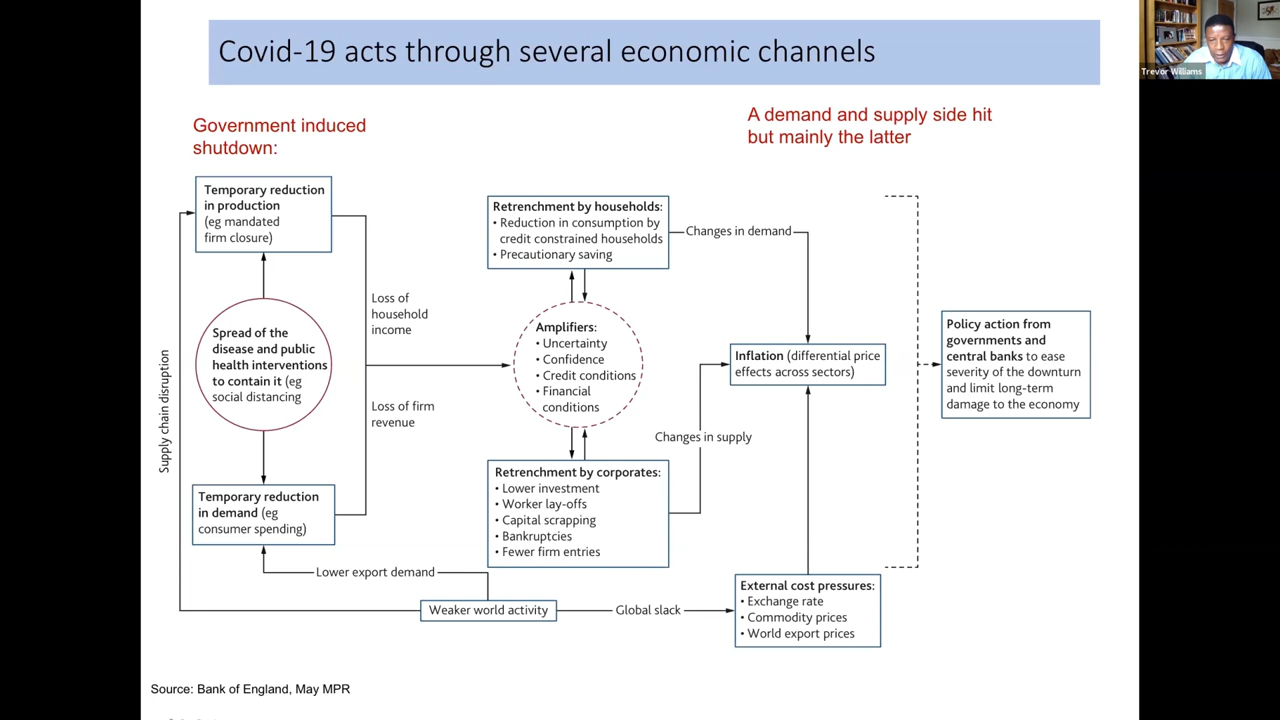 Covid-19 acts through several economic channels
Trevor Williams
Government induced
shutdown:
A demand and supply side hit
but mainly the latter
Temporary reduction
in production
(eg mandated
firm closure)
Spread of the
disease and public
health interventions
to contain it (eg
social distancing
Temporary reduction
in demand (eg
consumer spending)
Supply chain disruption
Loss of
household
income
Loss of firm
revenue
Retrenchment by households:
• Reduction in consumption by
credit constrained households
• Precautionary saving
Amplifiers:
• Uncertainty
• Confidence
• Credit conditions
• Financial
conditions
Retrenchment by corporates:
• Lower investment
• Worker lay-offs
• Capital scrapping
• Bankruptcies
• Fewer firm entries
Changes in demand
Changes in supply
Inflation (differential price
effects across sectors)
Policy action from
governments and
central banks to ease
severity of the downturn
and limit long-term
damage to the economy
Lower export demand
Weaker world activity
Global slack
External cost pressures:
• Exchange rate
• Commodity prices
• World export prices
Source: Bank of England, May MPR